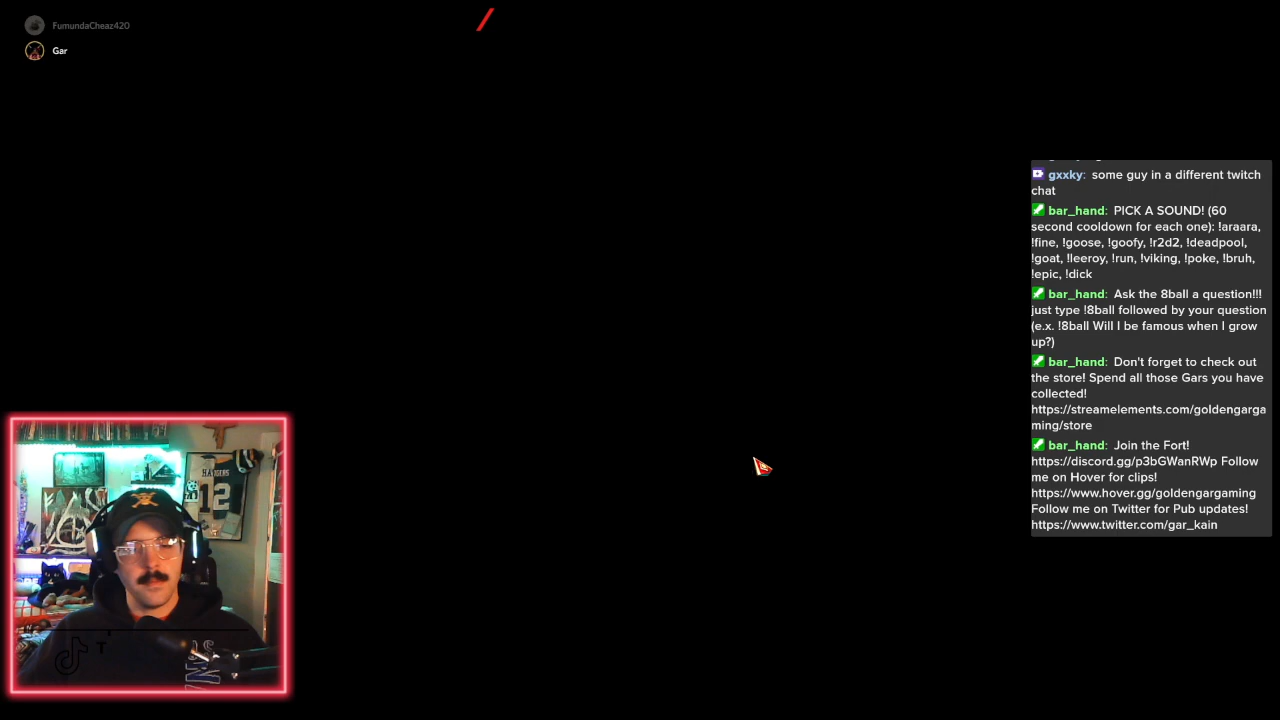 FumundaCheaz420
Gar
gxxky: some guy in a different twitch
chat
bar_hand: PICK A SOUND! (60
second cooldown for each one): !araara,
!fine, !goose, !goofy, !r2d2, !deadpool,
!goat, !leeroy, !run, !viking, !poke, !bruh,
!epic, !dick
bar_hand: Ask the 8ball a question!!!
just type !8ball followed by your question
(e.x. !8ball Will I be famous when I grow
up?)
bar_hand: Don't forget to check out
the store! Spend all those Gars you have
collected!
https://streamelements.com/goldengarga
ming/store
bar_hand: Join the Fort!
https://discord.gg/p3bGWanRWp Follow
me on Hover for clips!
https://www.hover.gg/goldengargaming
Follow me on Twitter for Pub updates!
https://www.twitter.com/gar_kain
12
T